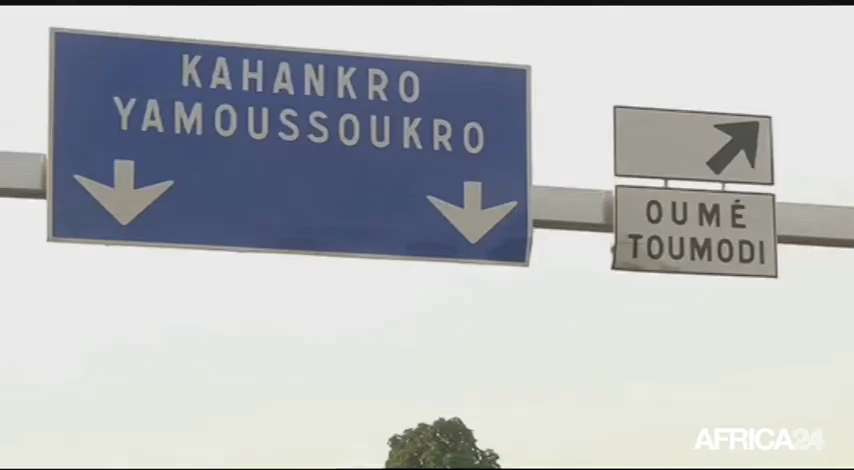 KAHANKRO
YAMOUSSOUKRO
OUMÉ
TOUMODI
AFRICA24